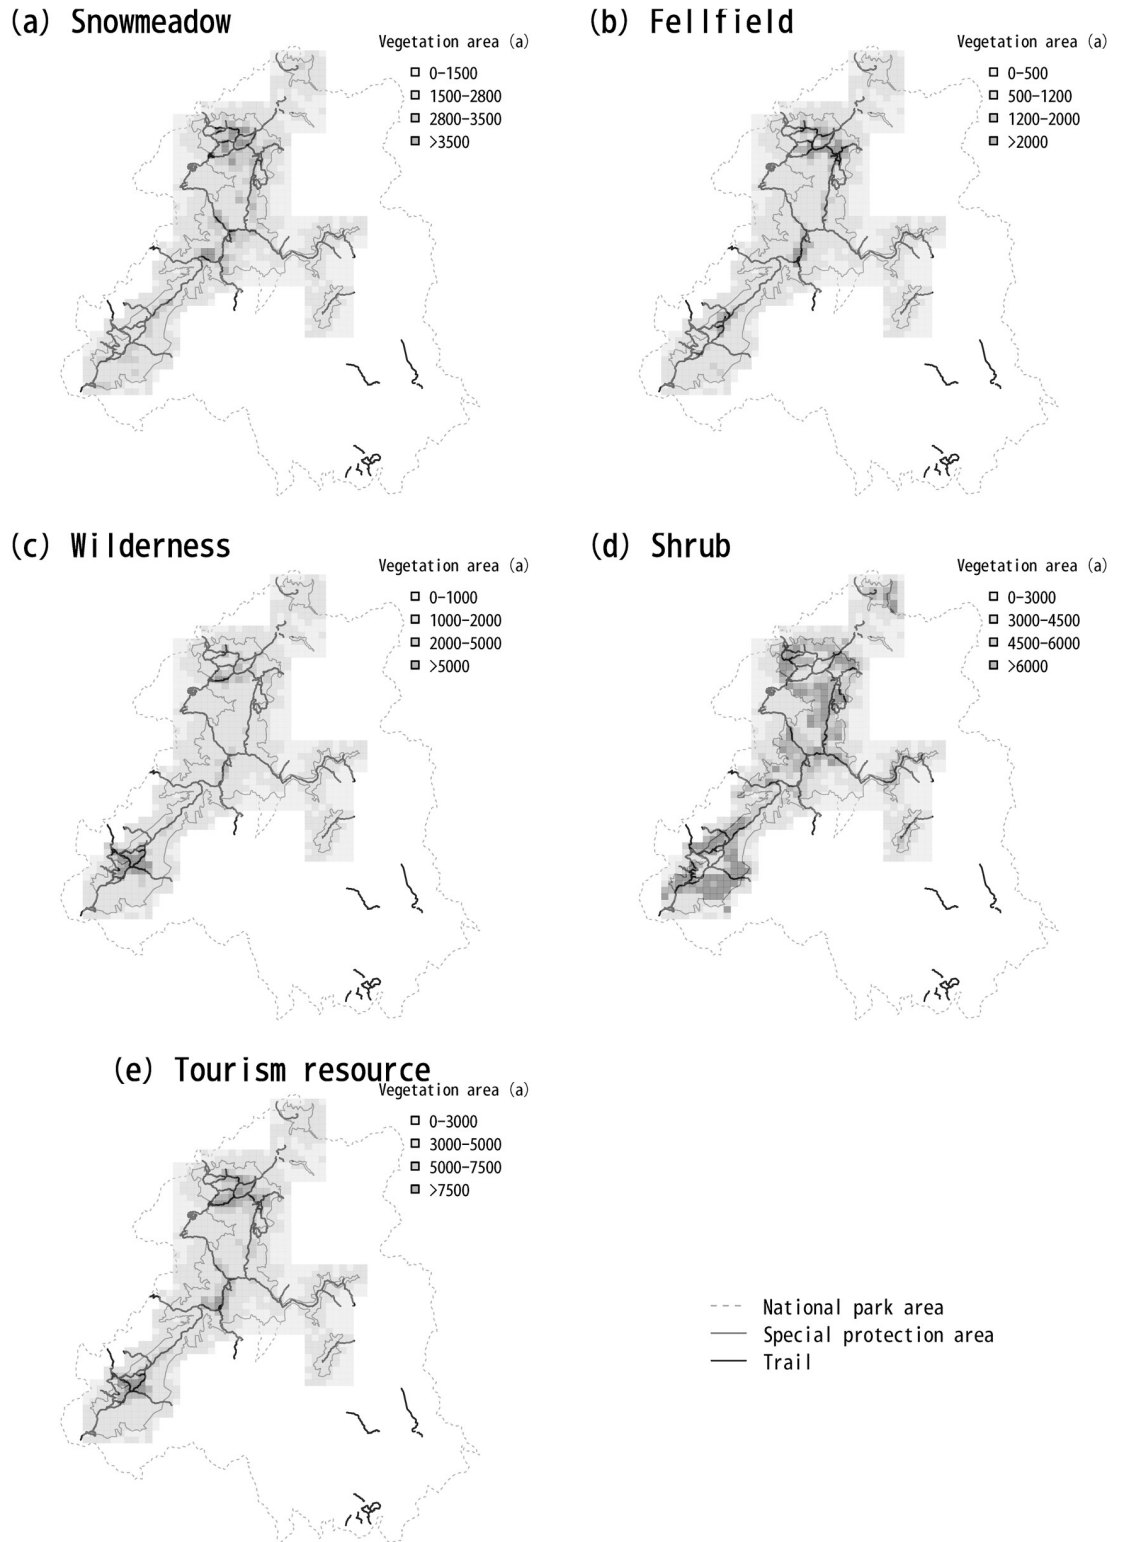 (a) Snowmeadow
Vegetation area (a)
0-1500
1500-2800
2800-3500
>3500
(b) Fellfield
Vegetation area (a)
0-500
500-1200
1200-2000
>2000
(c) Wilderness
Vegetation area (a)
0-1000
1000-2000
2000-5000
>5000
(d) Shrub
Vegetation area (a)
0-3000
3000-4500
4500-6000
>6000
(e) Tourism resource
Vegetation area (a)
0-3000
3000-5000
5000-7500
>7500
National park area
Special protection area
Trail